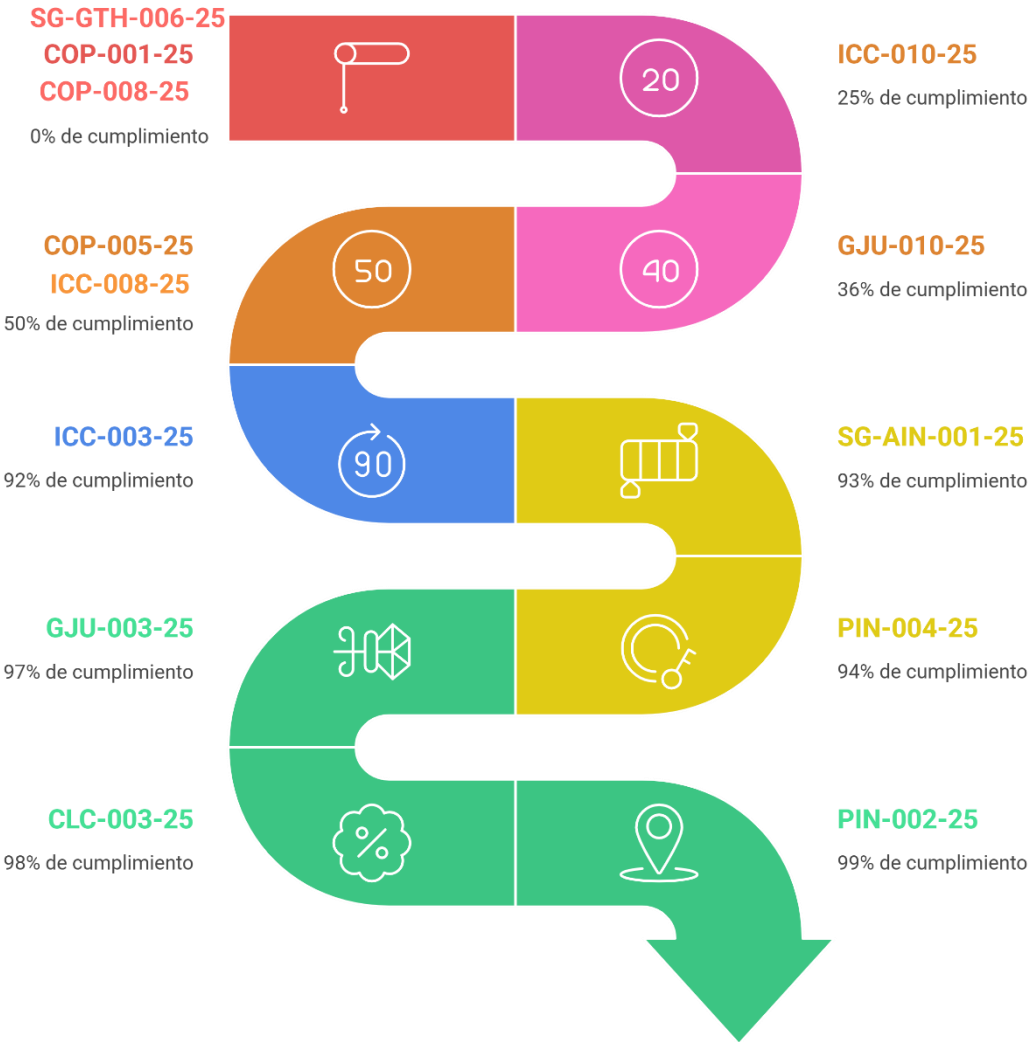 SG-GTH-006-25
COP-001-25
COP-008-25
0% de cumplimiento
20
ICC-010-25
25% de cumplimiento
COP-005-25
ICC-008-25
50% de cumplimiento
50
40
GJU-010-25
36% de cumplimiento
ICC-003-25
92% de cumplimiento
90
SG-AIN-001-25
93% de cumplimiento
GJU-003-25
97% de cumplimiento
PIN-004-25
94% de cumplimiento
CLC-003-25
98% de cumplimiento
%
PIN-002-25
99% de cumplimiento